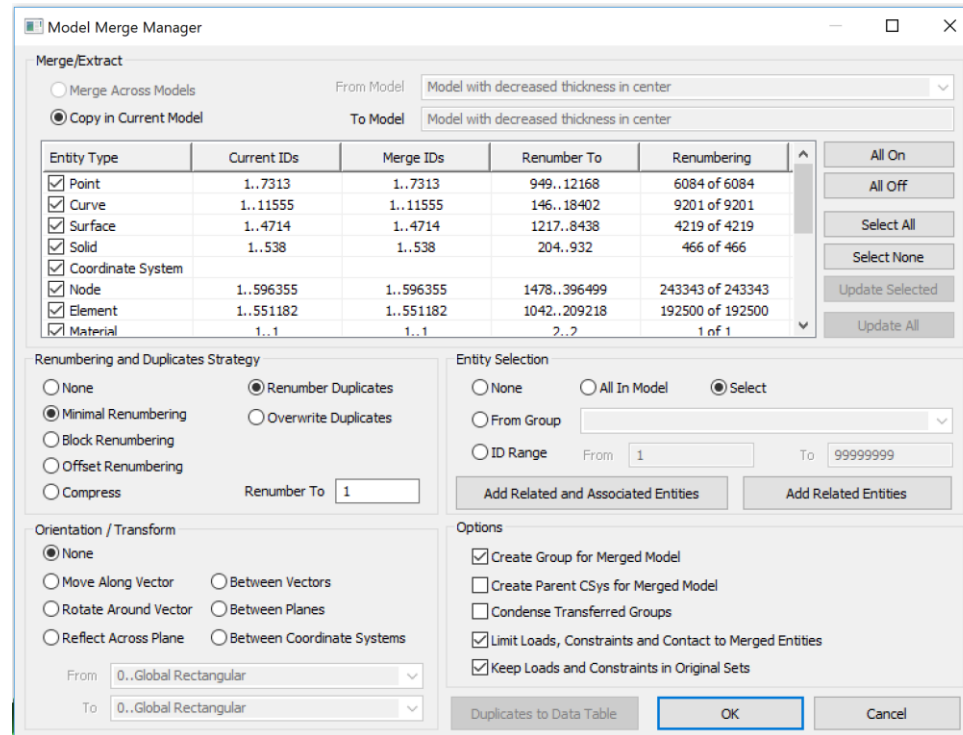 Model Merge Manager
Merge/Extract
Merge Across Models From Model Model with decreased thickness in center
Copy in Current Model To Model Model with decreased thickness in center
Entity Type Current IDs Merge IDs Renumber To Renumbering All On
Point 1..7313 1..7313 949..12168 6084 of 6084 All Off
Curve 1..11555 1..11555 146..18402 9201 of 9201
Surface 1..4714 1..4714 1217..8438 4219 of 4219 Select All
Solid 1..538 1..538 204..932 466 of 466 Select None
Coordinate System
Node 1..596355 1..596355 1478..396499 243343 of 243343 Update Selected
Element 1..551182 1..551182 1042..209218 192500 of 192500
Material 1..1 1..1 2..2 1 of 1 Update All
Renumbering and Duplicates Strategy
None Renumber Duplicates
Minimal Renumbering Overwrite Duplicates
Block Renumbering
Offset Renumbering
Compress Renumber To 1
Entity Selection
None All In Model Select
From Group
ID Range From 1 To 99999999
Add Related and Associated Entities Add Related Entities
Orientation / Transform
None
Move Along Vector Between Vectors
Rotate Around Vector Between Planes
Reflect Across Plane Between Coordinate Systems
From 0..Global Rectangular
To 0..Global Rectangular
Options
Create Group for Merged Model
Create Parent CSys for Merged Model
Condense Transferred Groups
Limit Loads, Constraints and Contact to Merged Entities
Keep Loads and Constraints in Original Sets
Duplicates to Data Table OK Cancel